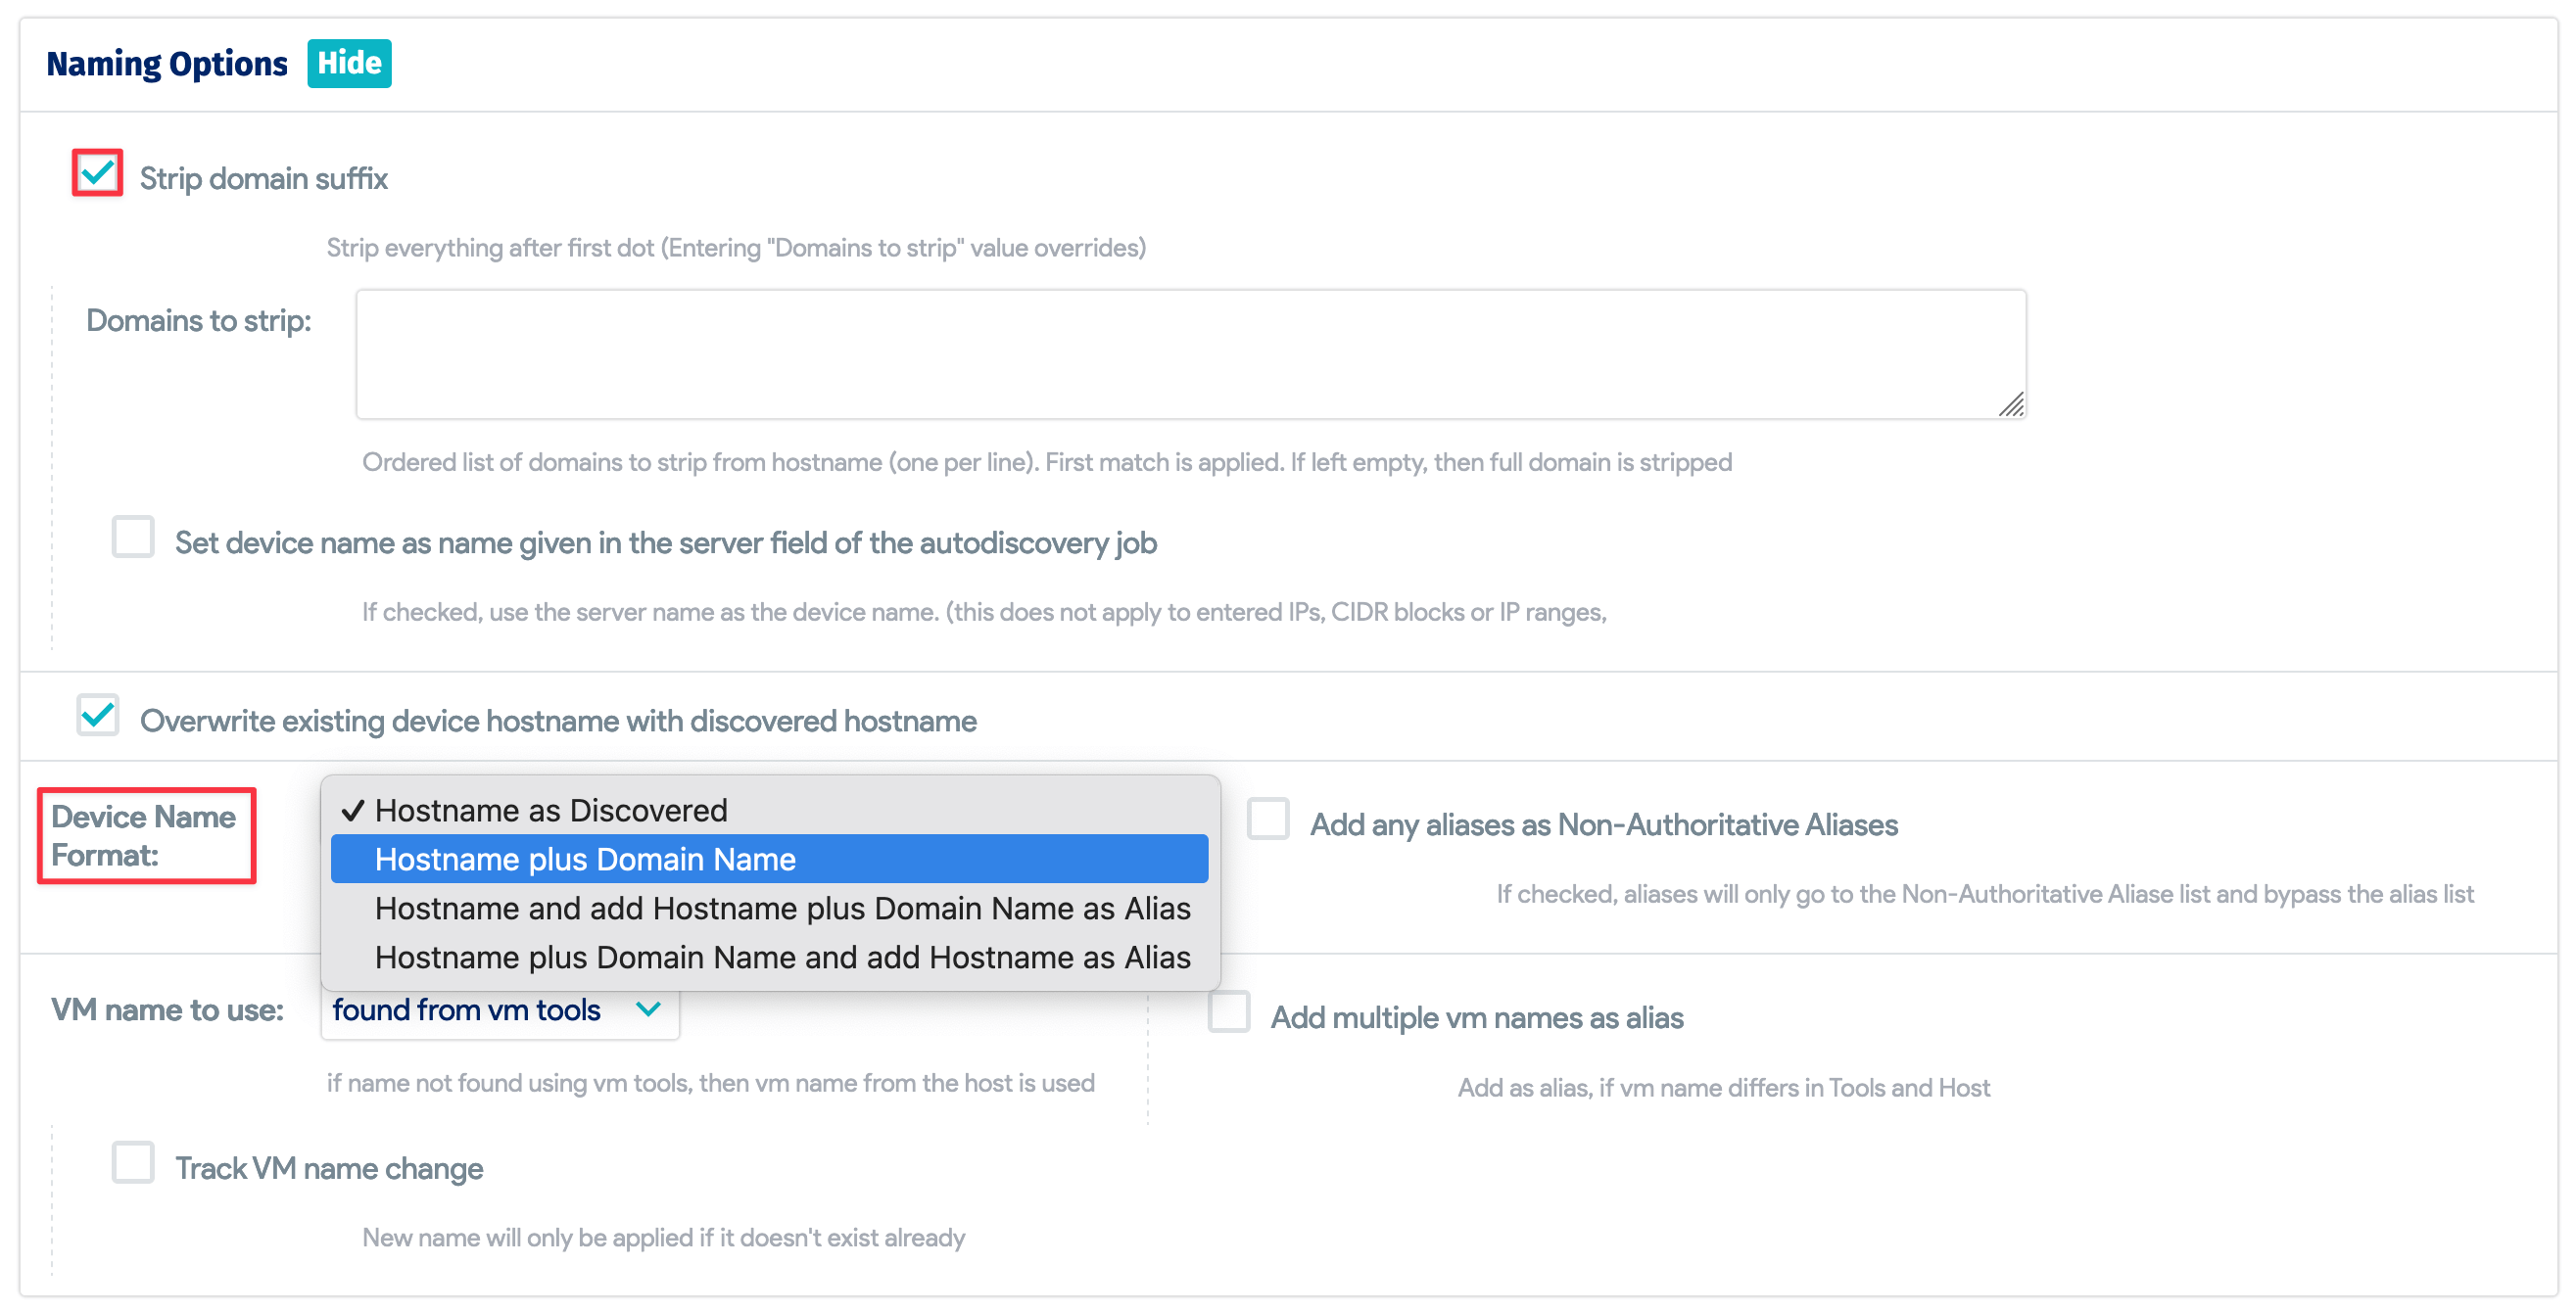 Naming Options Hide
Strip domain suffix
Strip everything after first dot (Entering "Domains to strip" value overrides)
Domains to strip:
Ordered list of domains to strip from hostname (one per line). First match is applied. If left empty, then full domain is stripped
Set device name as name given in the server field of the autodiscovery job
If checked, use the server name as the device name. (this does not apply to entered IPs, CIDR blocks or IP ranges,
Overwrite existing device hostname with discovered hostname
Device Name
Format:
Hostname as Discovered
Hostname plus Domain Name
Hostname and add Hostname plus Domain Name as Alias
Hostname plus Domain Name and add Hostname as Alias
Add any aliases as Non-Authoritative Aliases
If checked, aliases will only go to the Non-Authoritative Aliase list and bypass the alias list
VM name to use: found from vm tools
if name not found using vm tools, then vm name from the host is used
Add multiple vm names as alias
Add as alias, if vm name differs in Tools and Host
Track VM name change
New name will only be applied if it doesn't exist already